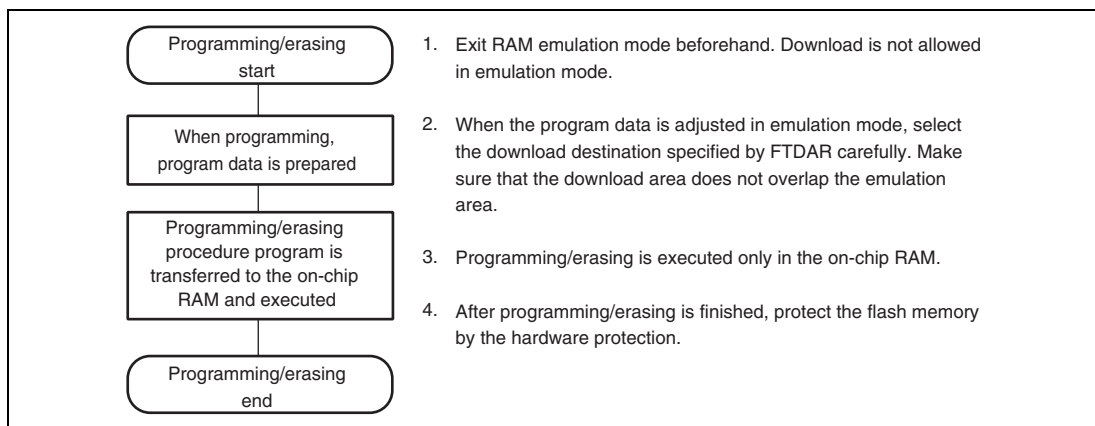 Programming/erasing
start
When programming,
program data is prepared
Programming/erasing
procedure program is
transferred to the on-chip
RAM and executed
Programming/erasing
end
1. Exit RAM emulation mode beforehand. Download is not allowed
in emulation mode.
2. When the program data is adjusted in emulation mode, select
the download destination specified by FTDAR carefully. Make
sure that the download area does not overlap the emulation
area.
3. Programming/erasing is executed only in the on-chip RAM.
4. After programming/erasing is finished, protect the flash memory
by the hardware protection.